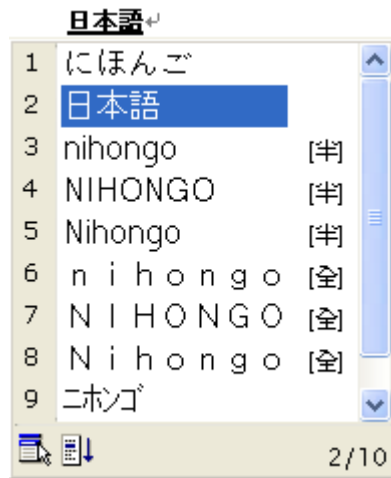 日本語↵
1 にほんご
2 日本語
3 nihongo [半]
4 NIHONGO [半]
5 Nihongo [半]
6 ｎｉｈｏｎｇｏ [全]
7 ＮＩＨＯＮＧＯ [全]
8 Ｎｉｈｏｎｇｏ [全]
9 ﾆﾎﾝｺﾞ
2/10